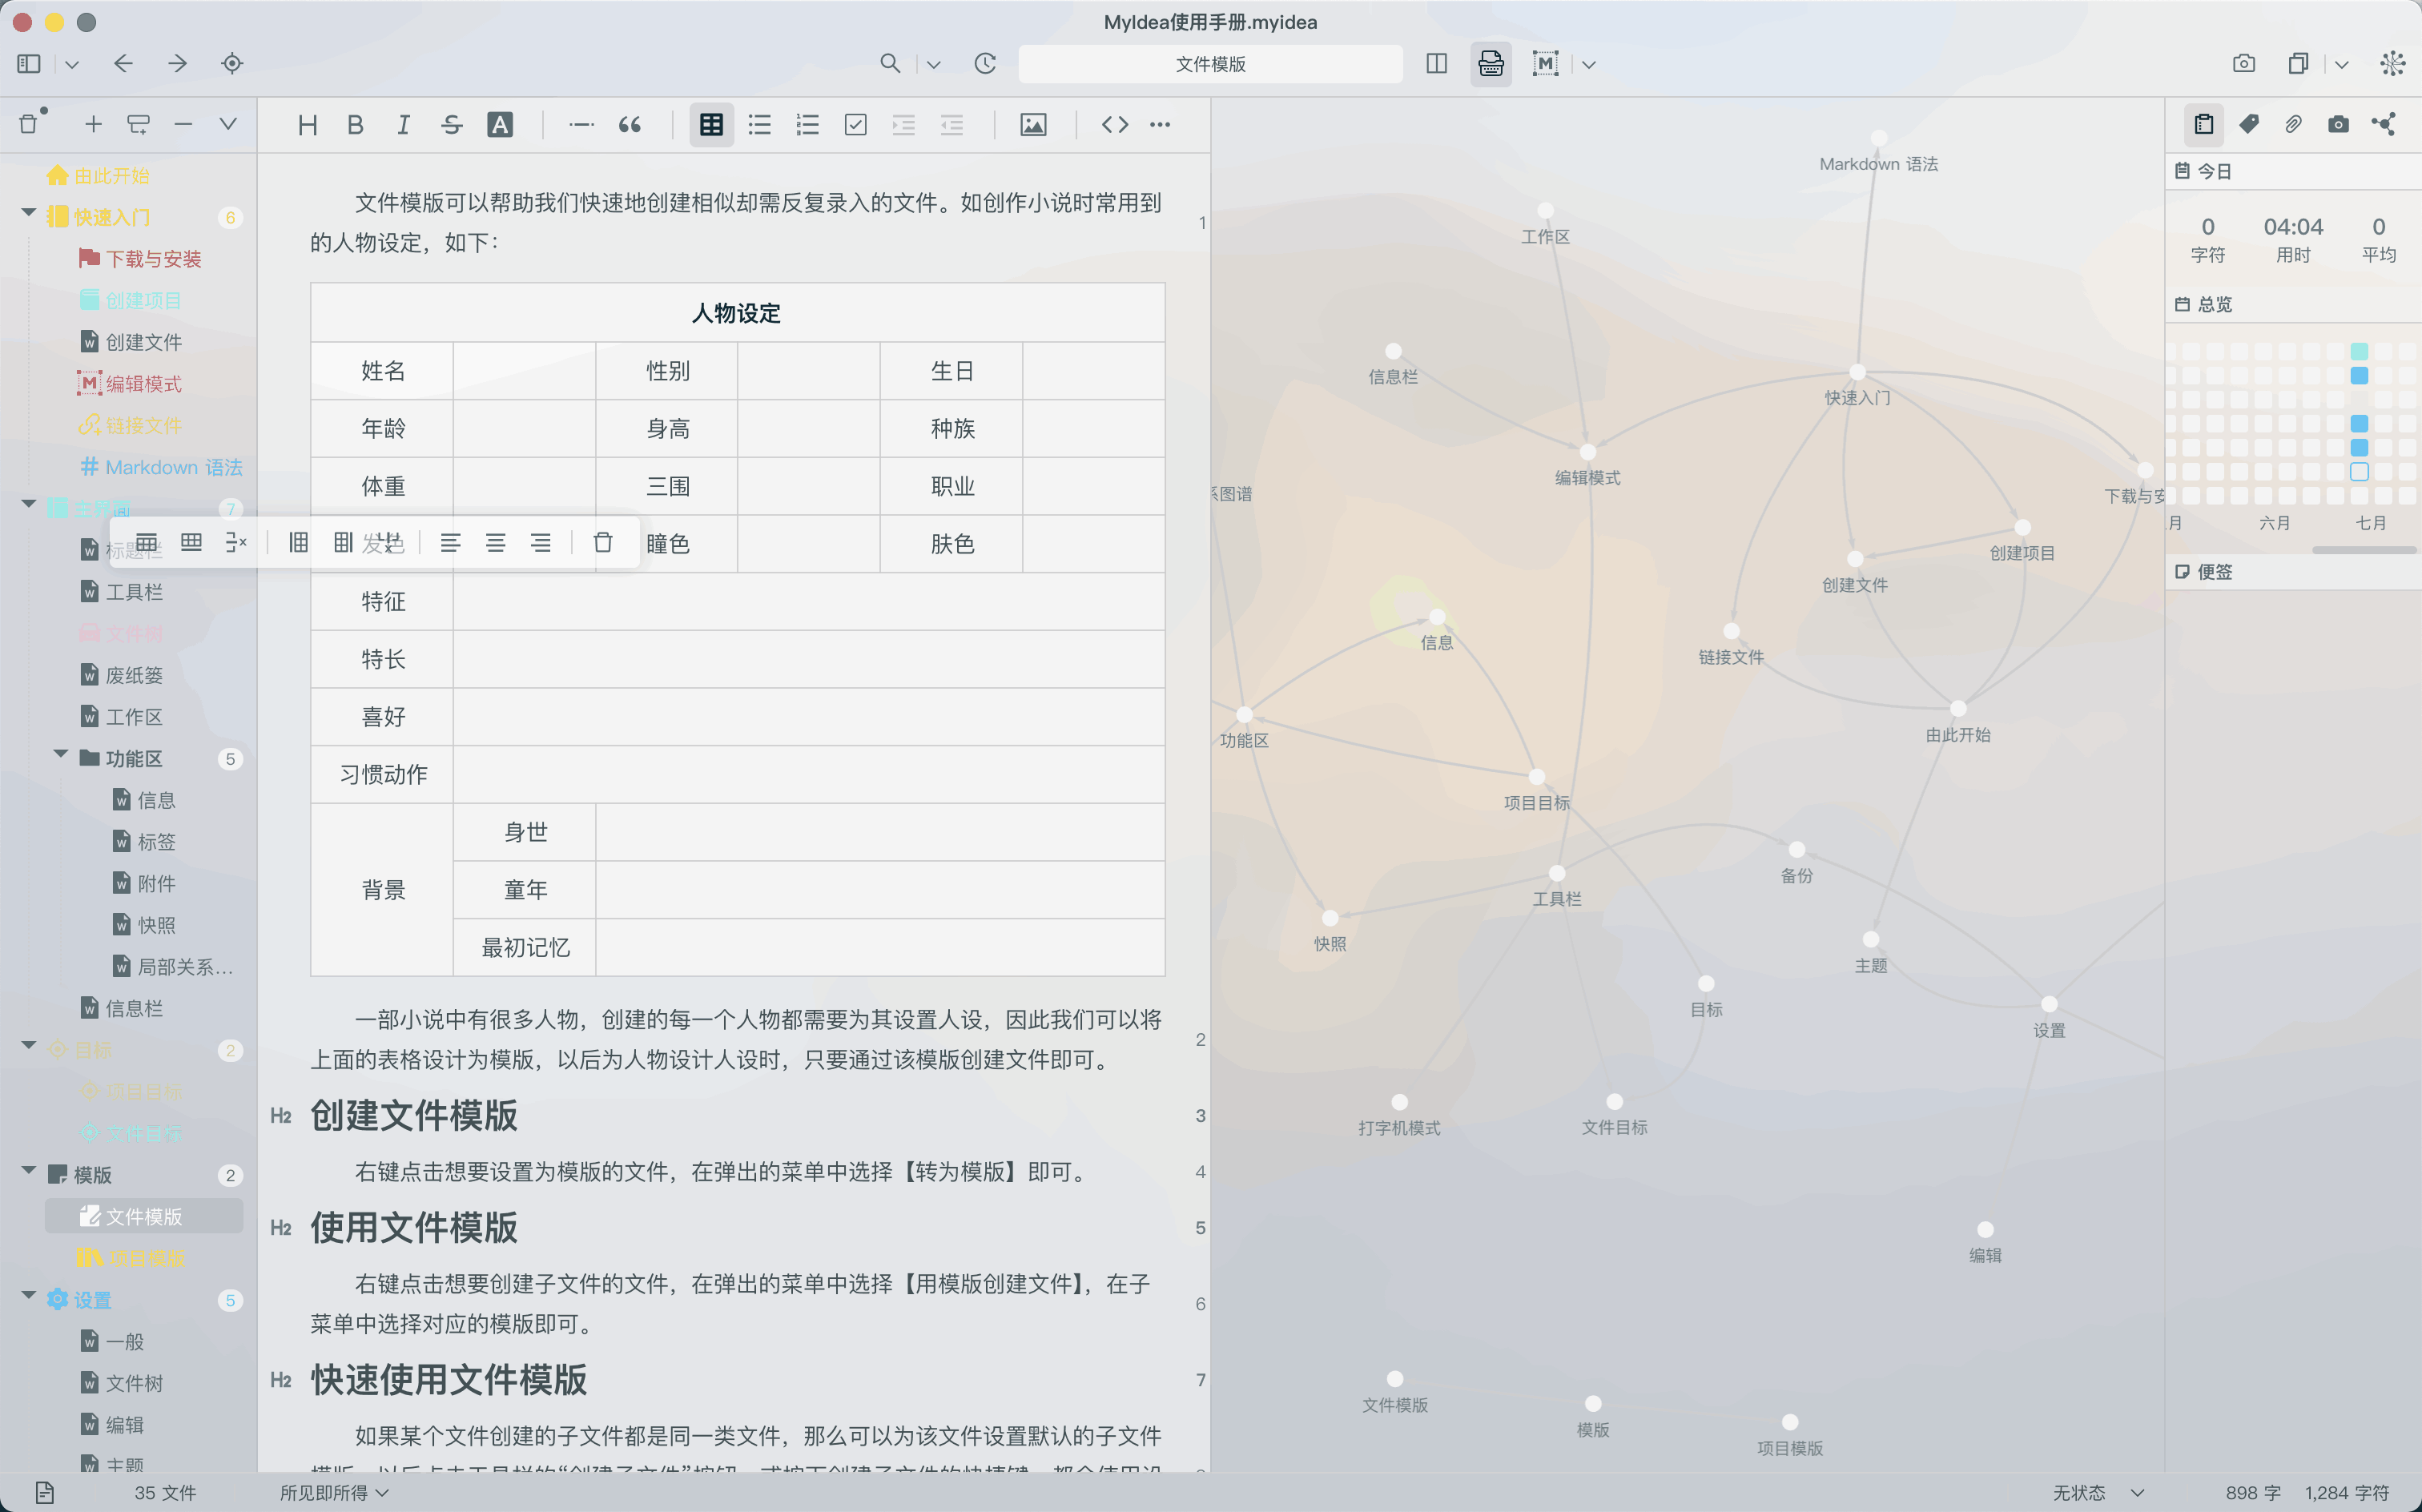 MyIdea使用手册.myidea
文件模版
由此开始
快速入门 6
下载与安装
创建项目
创建文件
编辑模式
链接文件
Markdown 语法
主界面 7
标题栏
工具栏
文件树
废纸篓
工作区
功能区 5
信息
标签
附件
快照
局部关系...
信息栏
目标 2
项目目标
文件目标
模版 2
文件模版
项目模版
设置 5
一般
文件树
编辑
主题
文件模版可以帮助我们快速地创建相似却需反复录入的文件。如创作小说时常用到 1
的人物设定，如下：
人物设定
姓名 性别 生日
年龄 身高 种族
体重 三围 职业
发色 瞳色 肤色
特征
特长
喜好
习惯动作
背景 身世
童年
最初记忆
一部小说中有很多人物，创建的每一个人物都需要为其设置人设，因此我们可以将 2
上面的表格设计为模版，以后为人物设计人设时，只要通过该模版创建文件即可。
H2 创建文件模版 3
右键点击想要设置为模版的文件，在弹出的菜单中选择【转为模版】即可。 4
H2 使用文件模版 5
右键点击想要创建子文件的文件，在弹出的菜单中选择【用模版创建文件】，在子 6
菜单中选择对应的模版即可。
H2 快速使用文件模版 7
如果某个文件创建的子文件都是同一类文件，那么可以为该文件设置默认的子文件
Markdown 语法
工作区
信息栏
快速入门
编辑模式
系图谱
下载与安
创建项目
创建文件
信息
链接文件
由此开始
功能区
项目目标
备份
工具栏
快照
主题
目标
设置
打字机模式
文件目标
编辑
文件模版
模版
项目模版
今日
0 04:04 0
字符 用时 平均
总览
月 六月 七月
便签
35 文件
所见即所得
无状态
898 字
1,284 字符